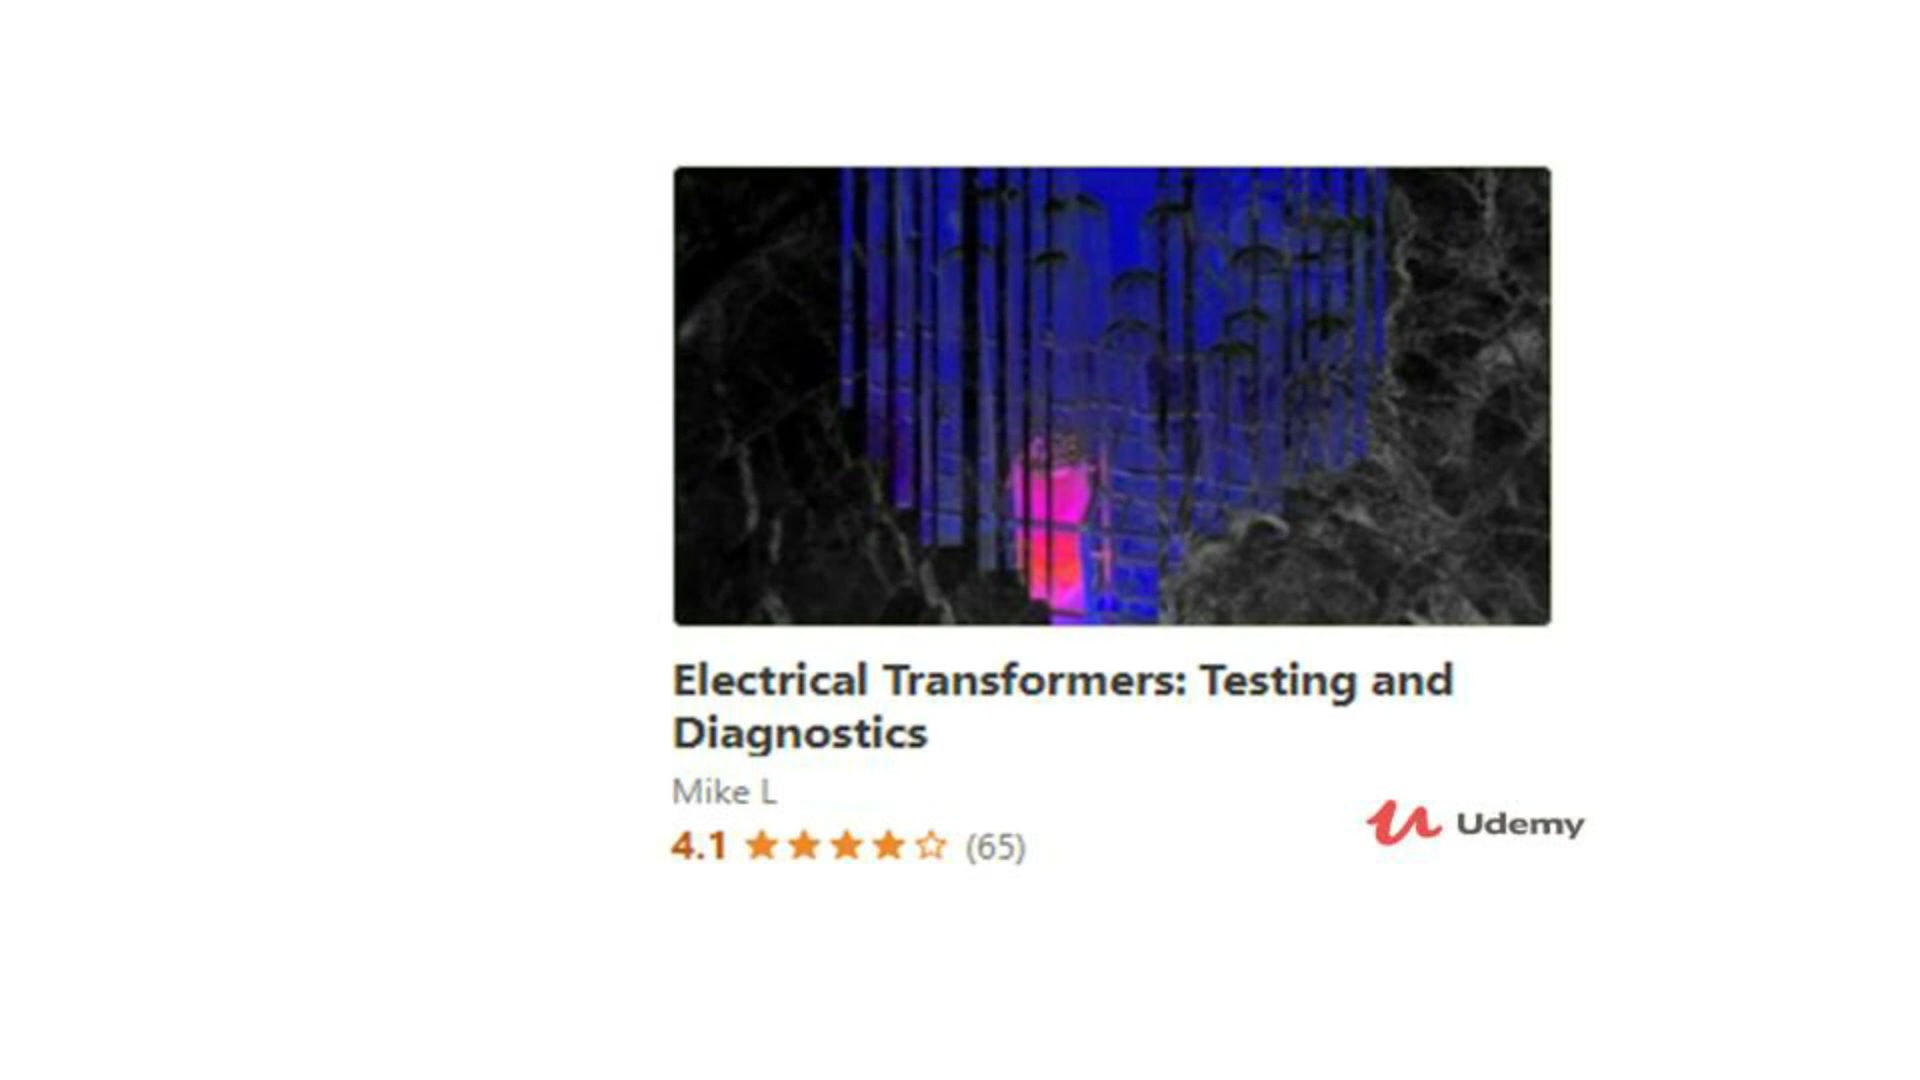 Electrical Transformers: Testing and
Diagnostics
Mike L
4.1 (65)
Udemy